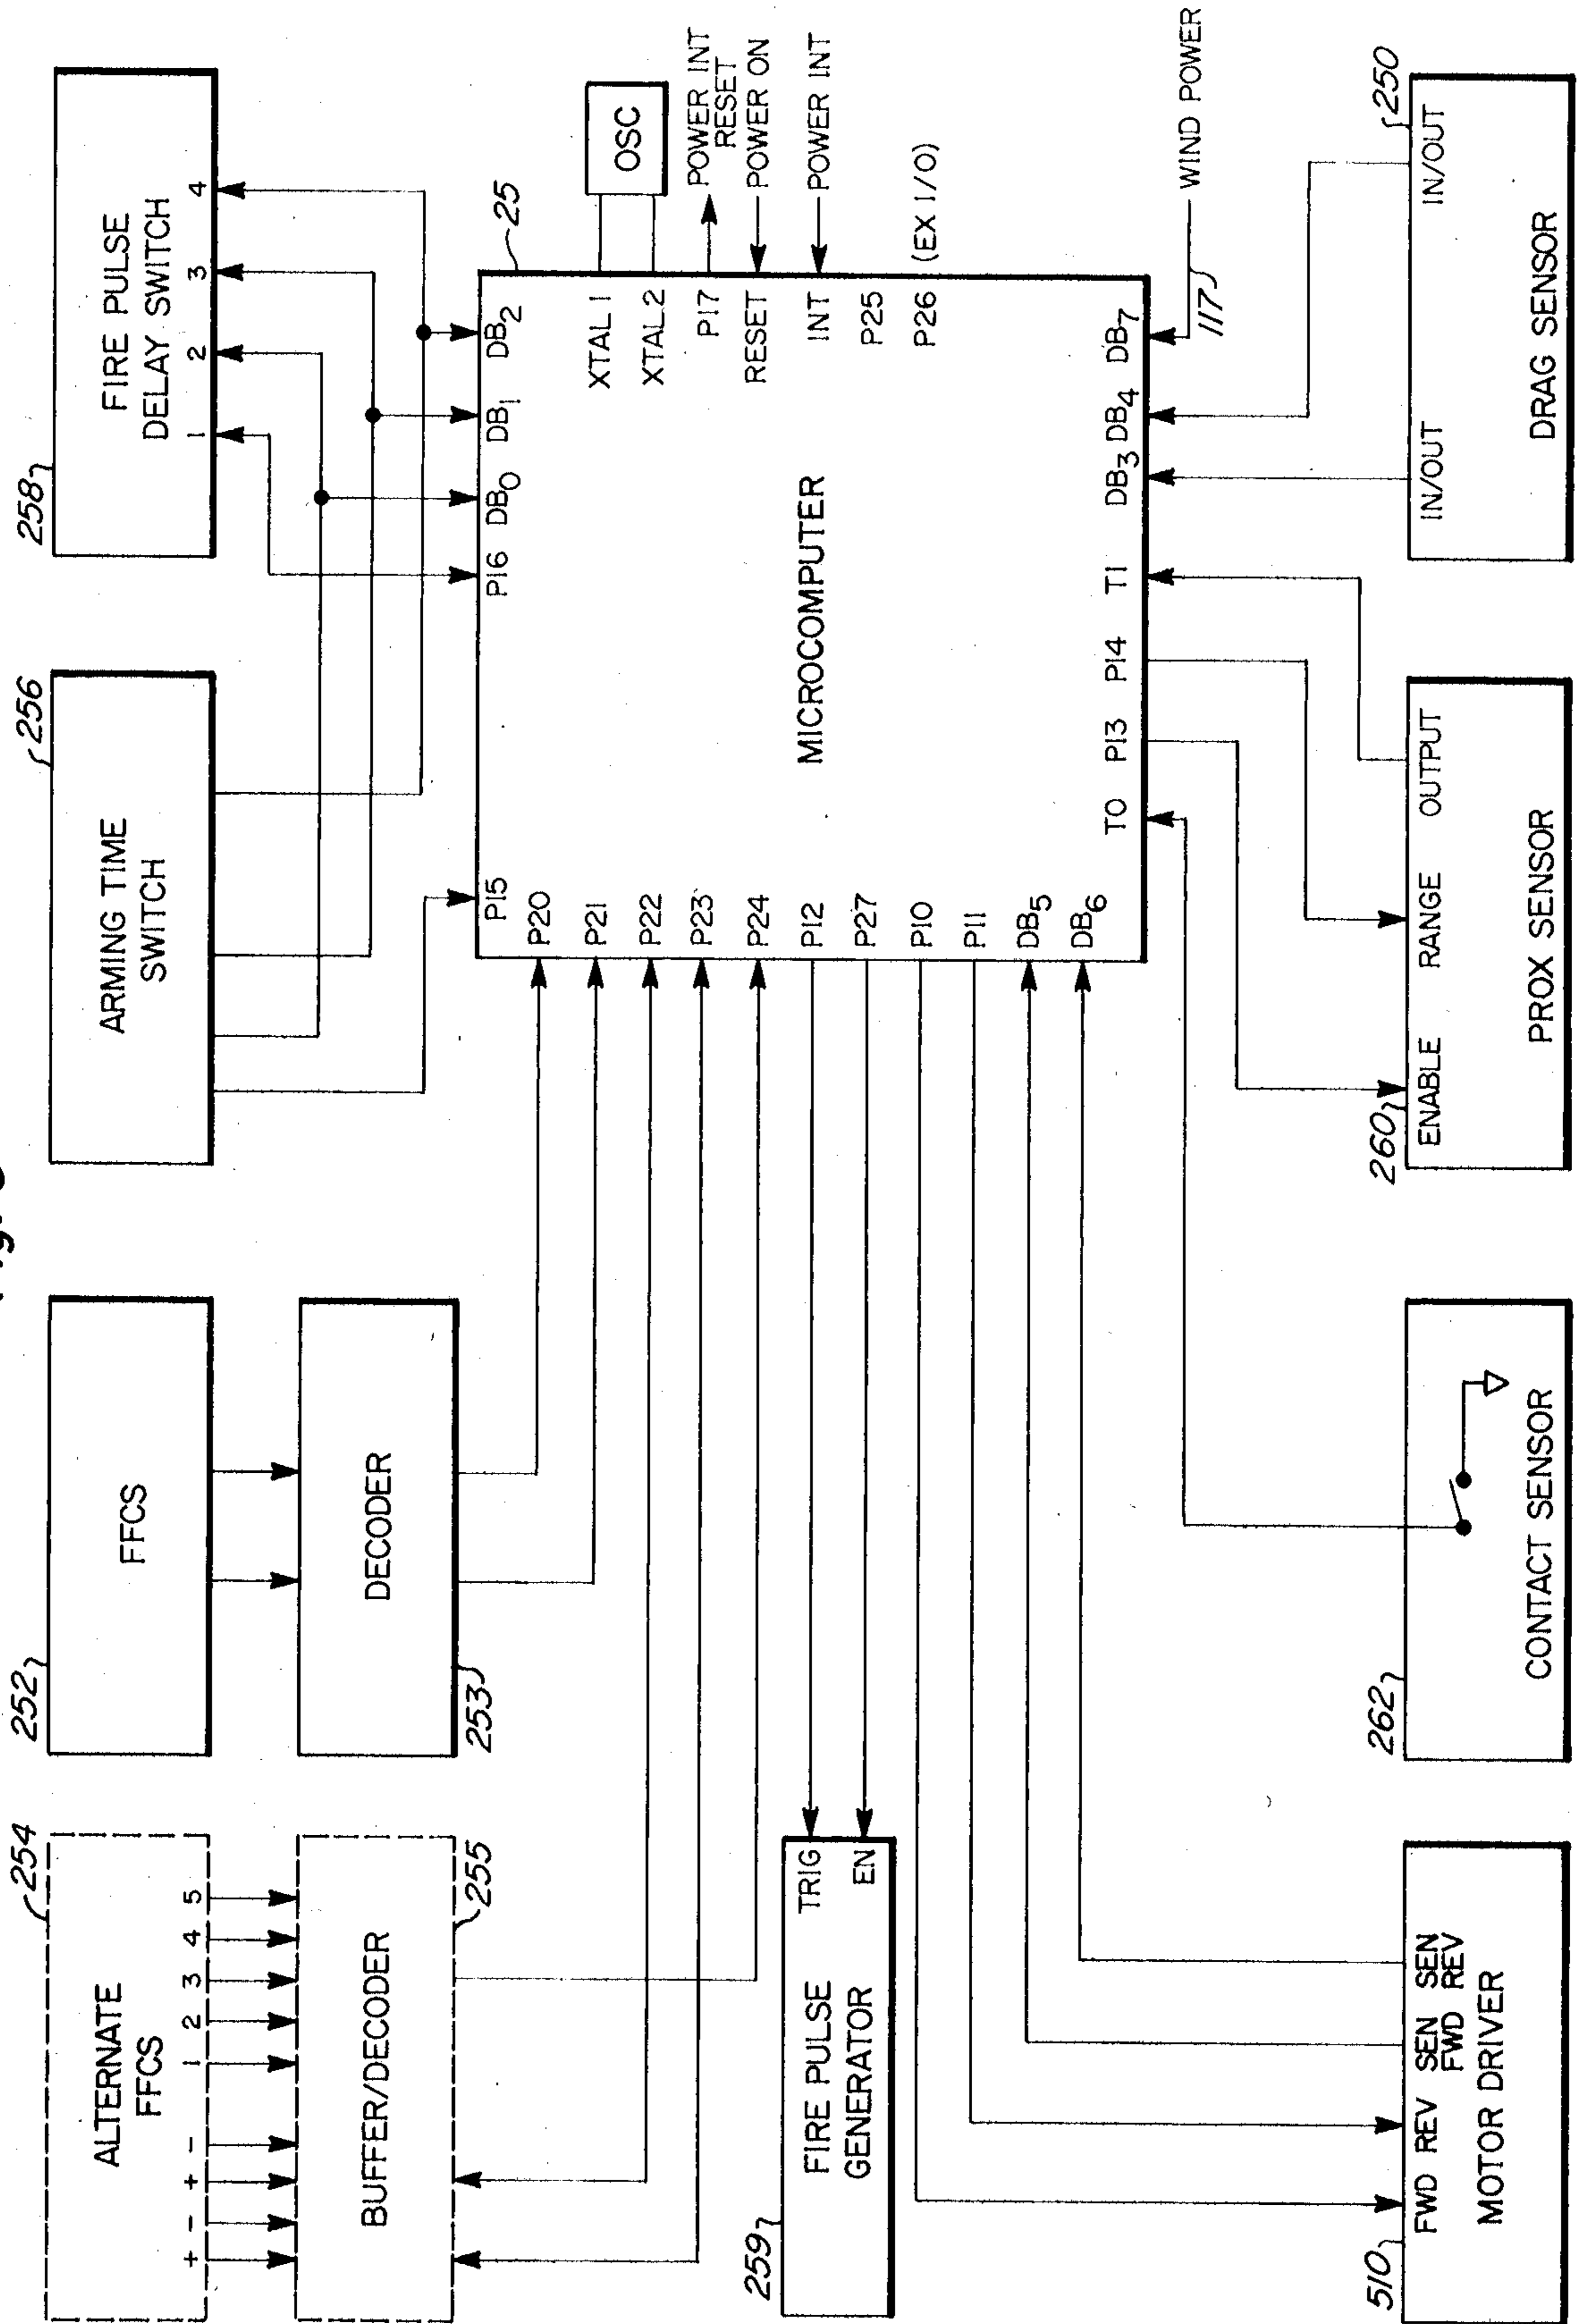 Fig.
254
ALTERNATE
FFCS
+ - + - 1 2 3 4 5
BUFFER/DECODER
255
252
FFCS
DECODER
253
256
ARMING TIME
SWITCH
258
FIRE PULSE
DELAY SWITCH
1 2 3 4
259
FIRE PULSE
GENERATOR
TRIG
EN
25
MICROCOMPUTER
P15
P16
DB0
DB1
DB2
P20
P21
P22
P23
P24
P12
P27
P10
P11
DB5
DB6
XTAL 1
XTAL 2
P17
RESET
INT
P25
P26
T0
P13
P14
T1
DB3
DB4
DB7
OSC
POWER INT
RESET
POWER ON
POWER INT
(EX I/O)
117
WIND POWER
510
FWD REV SEN SEN
FWD REV
MOTOR DRIVER
262
CONTACT SENSOR
260
ENABLE RANGE OUTPUT
PROX SENSOR
250
IN/OUT IN/OUT
DRAG SENSOR